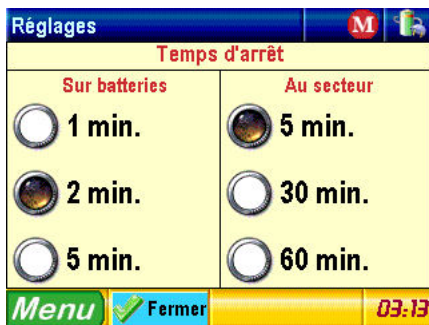 Réglages M
Temps d'arrêt
Sur batteries Au secteur
1 min. 5 min.
2 min. 30 min.
5 min. 60 min.
Menu Fermer 03:13